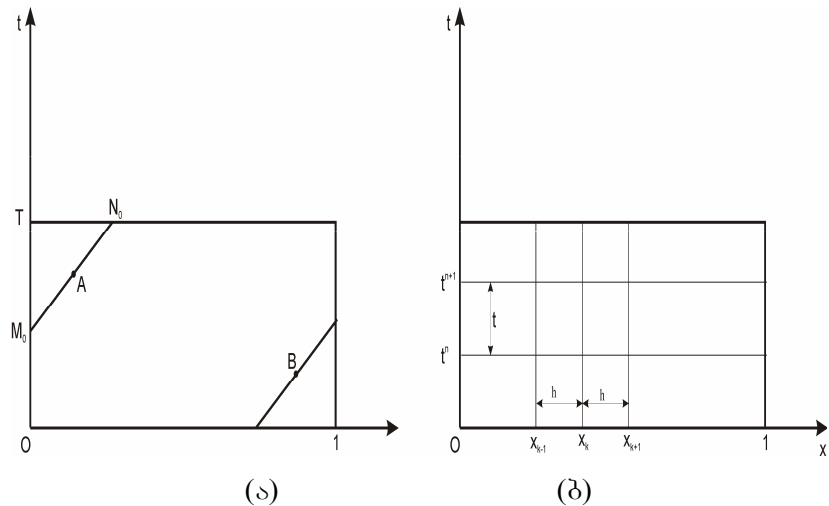 t
T
N₀
A
M₀
B
O
1
(ა)
t
tⁿ⁺¹
t
tⁿ
h
h
O
xₖ₋₁
xₖ
xₖ₊₁
1
x
(ბ)